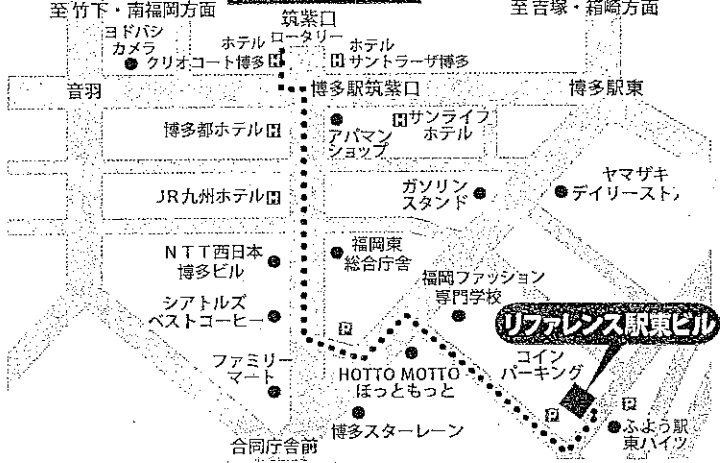 至竹下・南福岡方面
筑紫口
ロータリー
至吉塚・箱崎方面
ヨドバシ
カメラ
ホテル
クリオコート博多 H
ホテル
H サントラーザ博多
音羽
博多駅筑紫口
博多駅東
博多都ホテル H
アパマン
ショップ
H サンライフ
ホテル
JR九州ホテル H
ガソリン
スタンド
ヤマザキ
デイリーストア
NTT西日本
博多ビル
福岡東
総合庁舎
福岡ファッション
専門学校
シアトルズ
ベストコーヒー
P
リファレンス駅東ビル
ファミリー
マート
HOTTO MOTTO
ほっともっと
コイン
パーキング
P
P
博多スターレーン
ふよう駅
東ハイツ
合同庁舎前